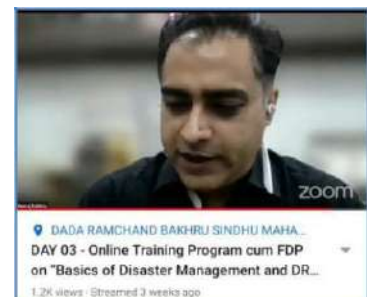 zoom
DADA RAMCHAND BAKHRU SINDHU MAHA...
DAY 03 - Online Training Program cum FDP
on "Basics of Disaster Management and DR...
1.2K views · Streamed 3 weeks ago